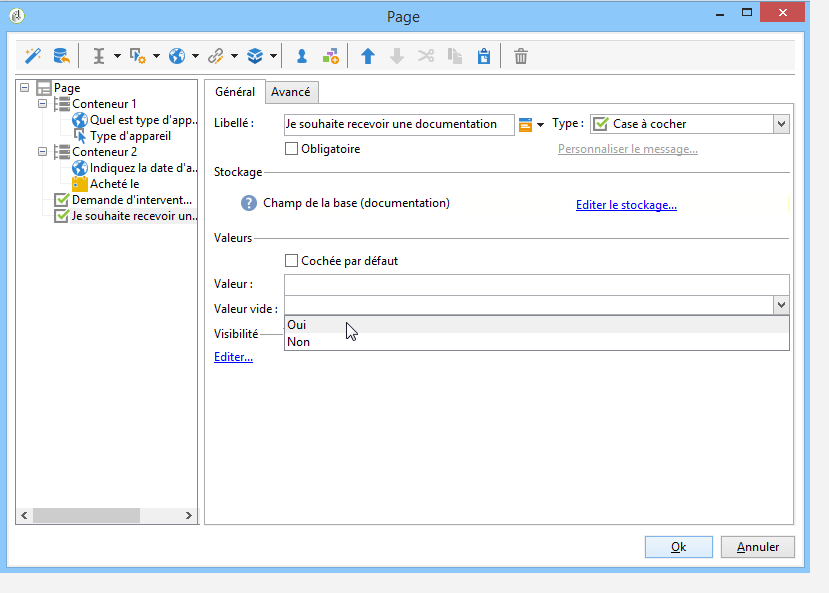 Page
Page
Conteneur 1
Quel est type d'app..
Type d'appareil
Conteneur 2
Indiquez la date d'a...
Acheté le
Demande d'intervent...
Je souhaite recevoir un...
Général
Avancé
Libellé :
Je souhaite recevoir une documentation
Type :
Case à cocher
Obligatoire
Personnaliser le message...
Stockage
Champ de la base (documentation)
Editer le stockage...
Valeurs
Cochée par défaut
Valeur :
Valeur vide :
Oui
Non
Visibilité
Editer...
Ok
Annuler